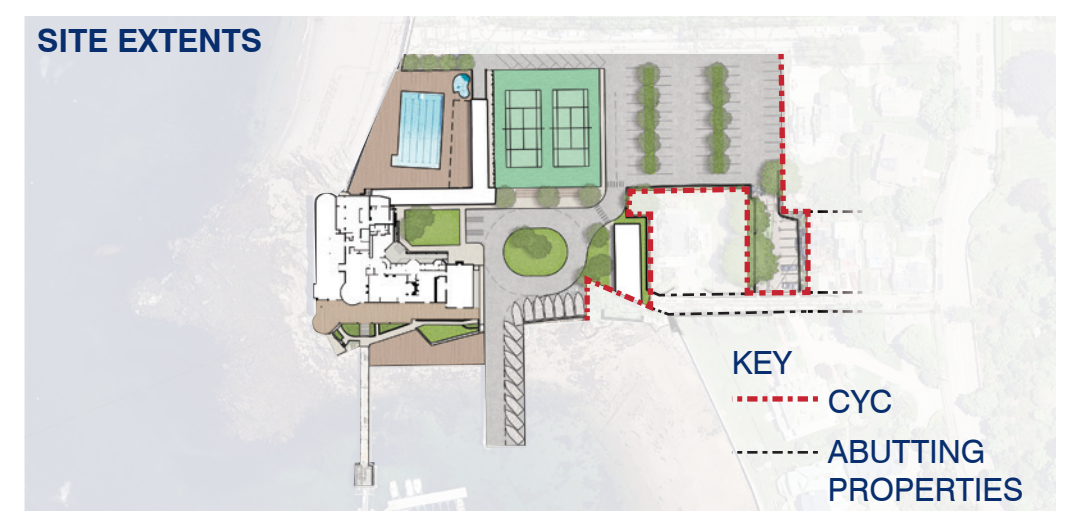 SITE EXTENTS
KEY
CYC
ABUTTING
PROPERTIES